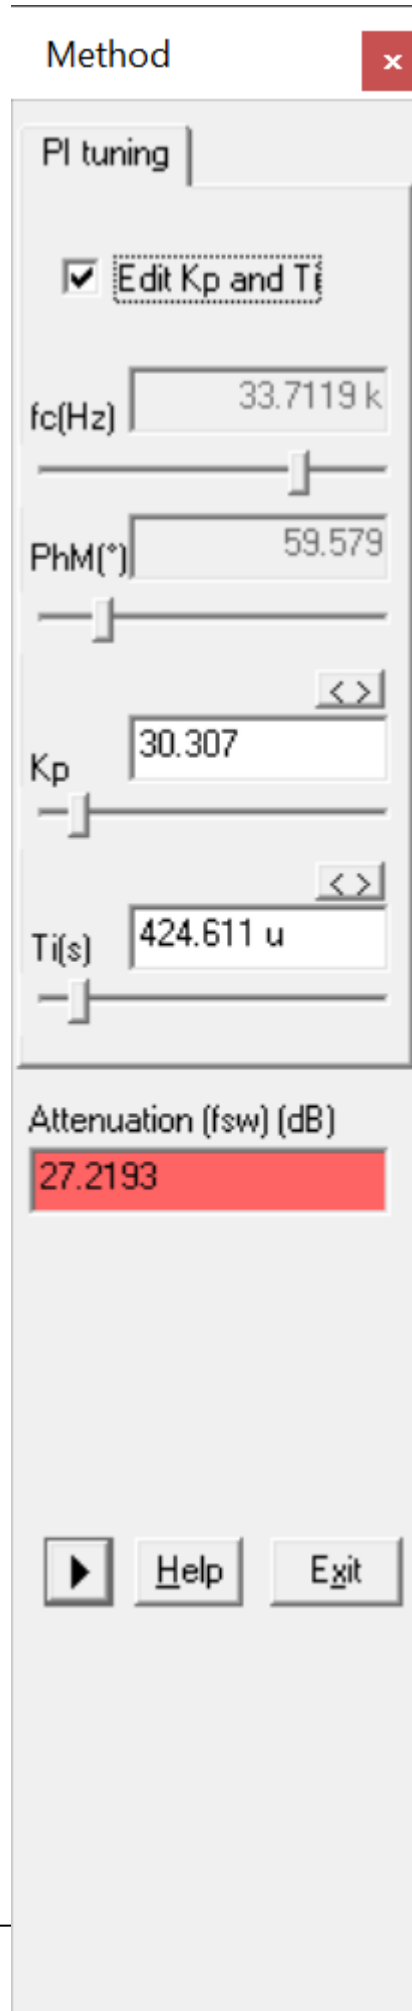 Method
x
PI tuning
Edit Kp and Ti
fc(Hz) 33.7119 k
PhM(°) 59.579
< >
Kp 30.307
< >
Ti(s) 424.611 u
Attenuation (fsw) (dB)
27.2193
Help Exit